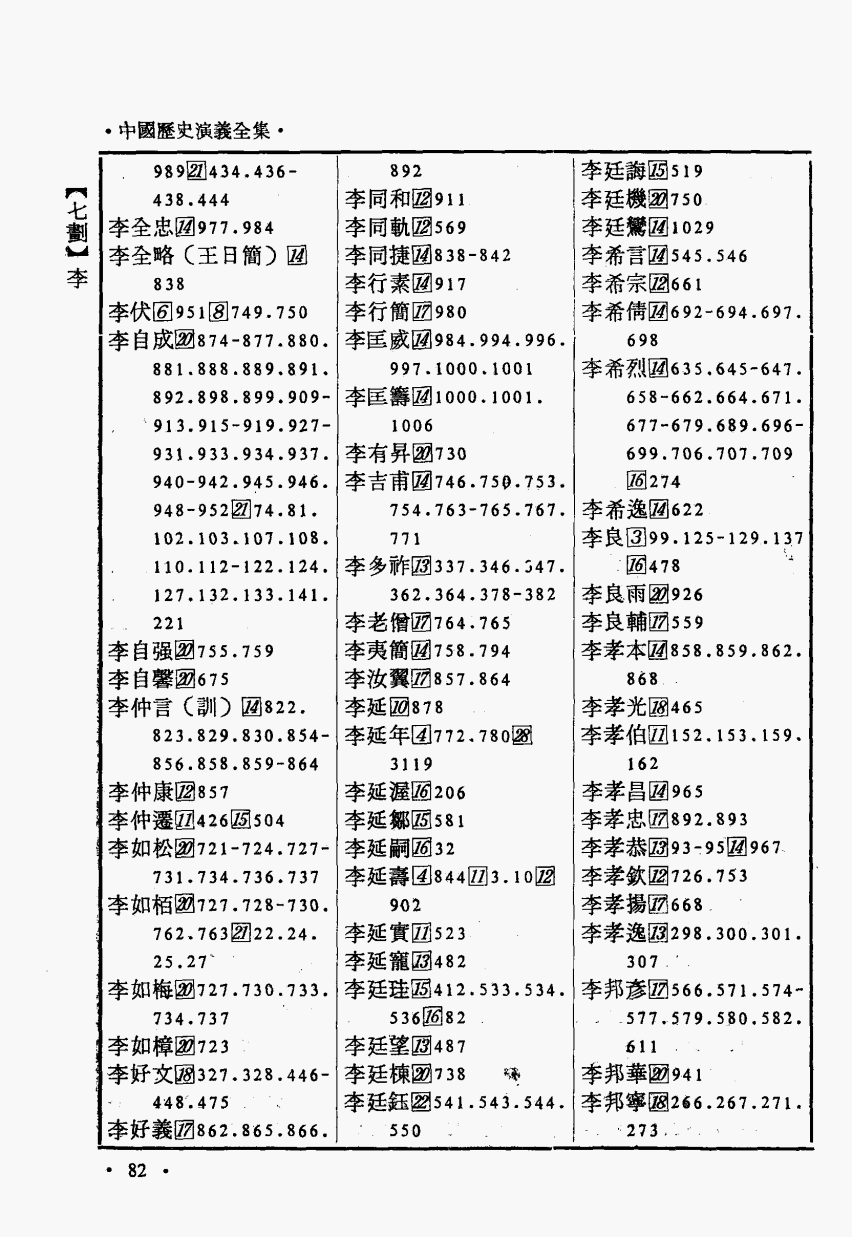 ·中國歷史演義全集·
【七劃】李
989[21]434.436-
438.444
李全忠[14]977.984
李全略（王日簡）[14]
838
李伏[6]951[8]749.750
李自成[20]874-877.880.
881.888.889.891.
892.898.899.909-
913.915-919.927-
931.933.934.937.
940-942.945.946.
948-952[21]74.81.
102.103.107.108.
110.112-122.124.
127.132.133.141.
221
李自强[20]755.759
李自馨[20]675
李仲言（訓）[14]822.
823.829.830.854-
856.858.859-864
李仲康[12]857
李仲遷[11]426[15]504
李如松[20]721-724.727-
731.734.736.737
李如栢[20]727.728-730.
762.763[21]22.24.
25.27
李如梅[20]727.730.733.
734.737
李如樟[20]723
李好文[18]327.328.446-
448.475
李好義[17]862.865.866.
892
李同和[12]911
李同軌[12]569
李同捷[14]838-842
李行素[14]917
李行簡[17]980
李匡威[14]984.994.996.
997.1000.1001
李匡籌[14]1000.1001.
1006
李有昇[20]730
李吉甫[14]746.750.753.
754.763-765.767.
771
李多祚[13]337.346.347.
362.364.378-382
李老僧[17]764.765
李夷簡[14]758.794
李汝翼[17]857.864
李延[10]878
李延年[4]772.780[28]
3119
李延渥[16]206
李延鄒[15]581
李延嗣[16]32
李延壽[4]844[11]3.10[12]
902
李延實[11]523
李延寵[13]482
李廷珪[15]412.533.534.
536[16]82
李廷望[13]487
李廷棟[20]738
李廷鈺[22]541.543.544.
550
李廷誨[15]519
李廷機[20]750
李廷鸞[14]1029
李希言[14]545.546
李希宗[12]661
李希倩[14]692-694.697.
698
李希烈[14]635.645-647.
658-662.664.671.
677-679.689.696-
699.706.707.709
[16]274
李希逸[14]622
李良[3]99.125-129.137
[16]478
李良雨[20]926
李良輔[17]559
李孝本[14]858.859.862.
868
李孝光[18]465
李孝伯[11]152.153.159.
162
李孝昌[14]965
李孝忠[17]892.893
李孝恭[13]93-95[14]967
李孝欽[12]726.753
李孝揚[17]668
李孝逸[13]298.300.301.
307
李邦彥[17]566.571.574-
577.579.580.582.
611
李邦華[20]941
李邦寧[18]266.267.271.
273
· 82 ·